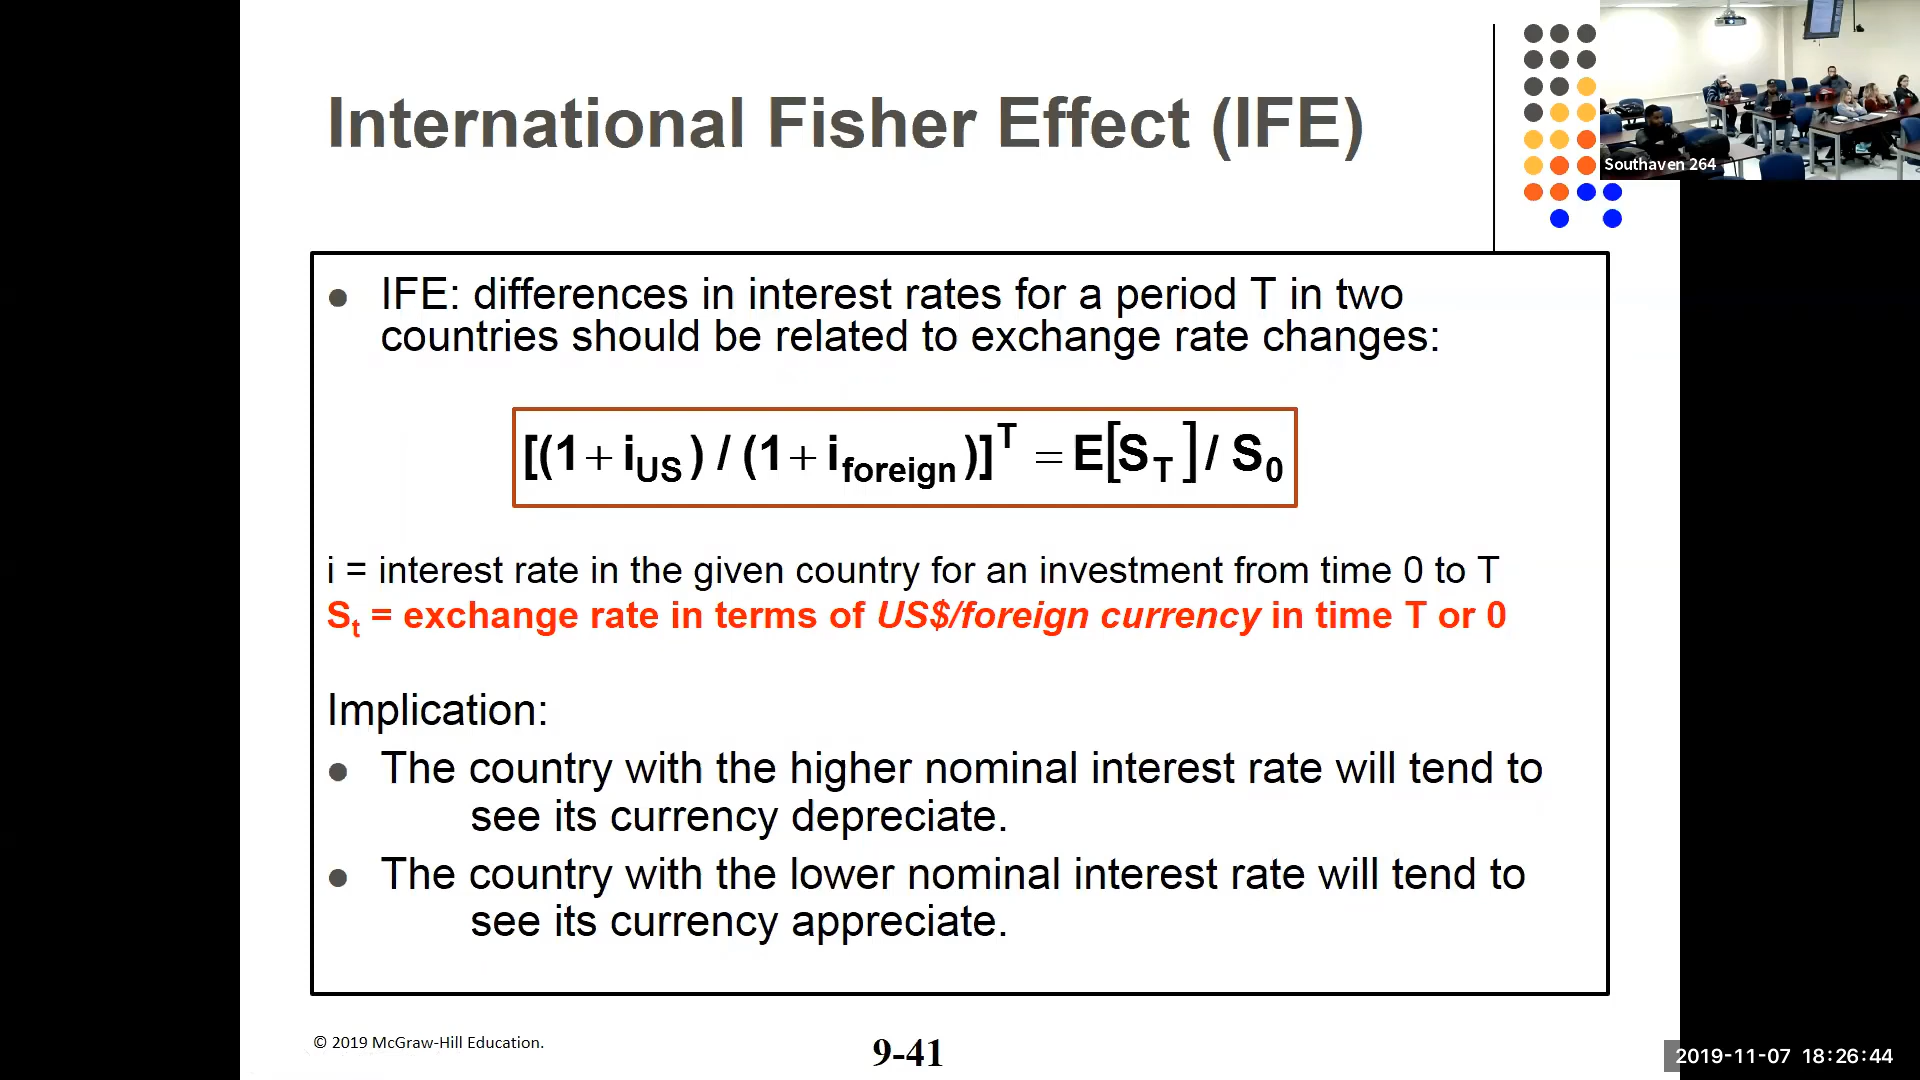 International Fisher Effect (IFE)
Southaven 264
● IFE: differences in interest rates for a period T in two
countries should be related to exchange rate changes:
[(1+i_US)/(1+i_foreign)]^T = E[S_T]/S_0
i = interest rate in the given country for an investment from time 0 to T
S_t = exchange rate in terms of US$/foreign currency in time T or 0
Implication:
● The country with the higher nominal interest rate will tend to
see its currency depreciate.
● The country with the lower nominal interest rate will tend to
see its currency appreciate.
© 2019 McGraw-Hill Education.
9-41
2019-11-07 18:26:44